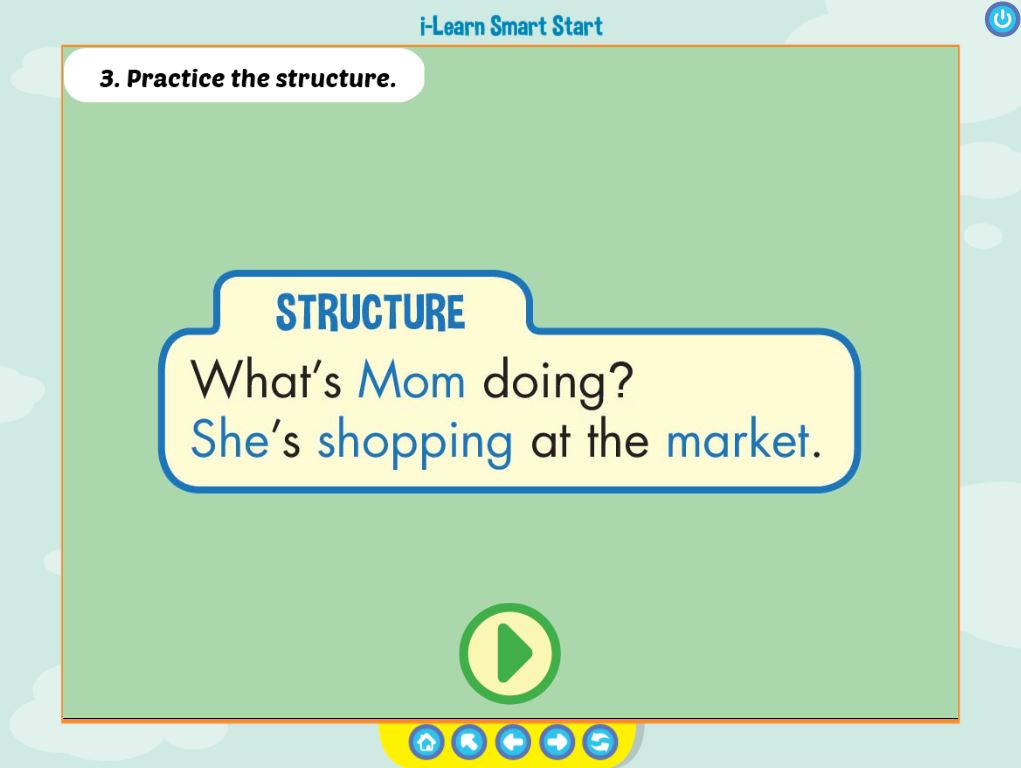 i-Learn Smart Start
3. Practice the structure.
STRUCTURE
What's Mom doing?
She's shopping at the market.